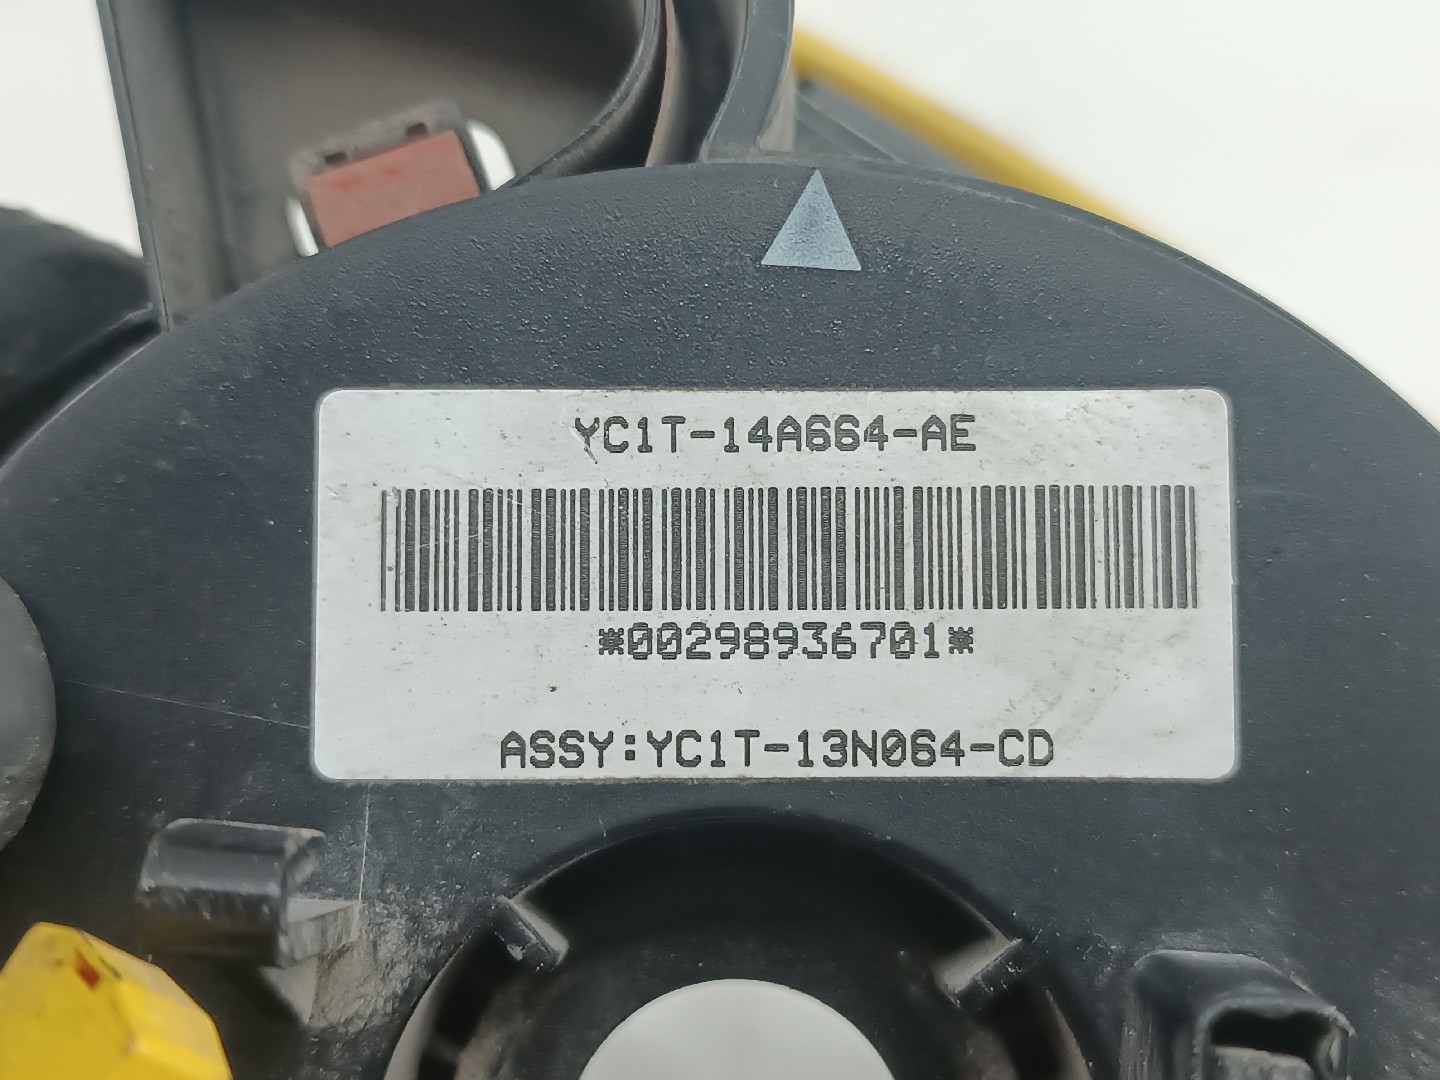 YC1T-14A664-AE
*00298936701*
ASSY:YC1T-13N064-CD